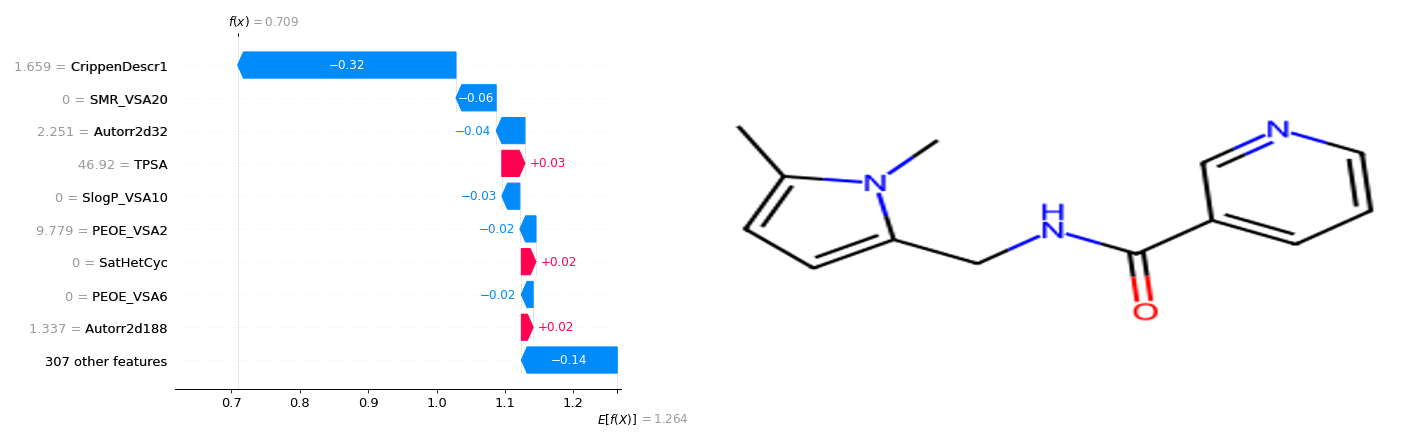 f(x) = 0.709
1.659 = CrippenDescr1
−0.32
0 = SMR_VSA20
−0.06
2.251 = Autorr2d32
−0.04
46.92 = TPSA
+0.03
0 = SlogP_VSA10
−0.03
9.779 = PEOE_VSA2
−0.02
0 = SatHetCyc
+0.02
0 = PEOE_VSA6
−0.02
1.337 = Autorr2d188
+0.02
307 other features
−0.14
0.7 0.8 0.9 1.0 1.1 1.2
E[f(X)] = 1.264
N
N
H
N
O